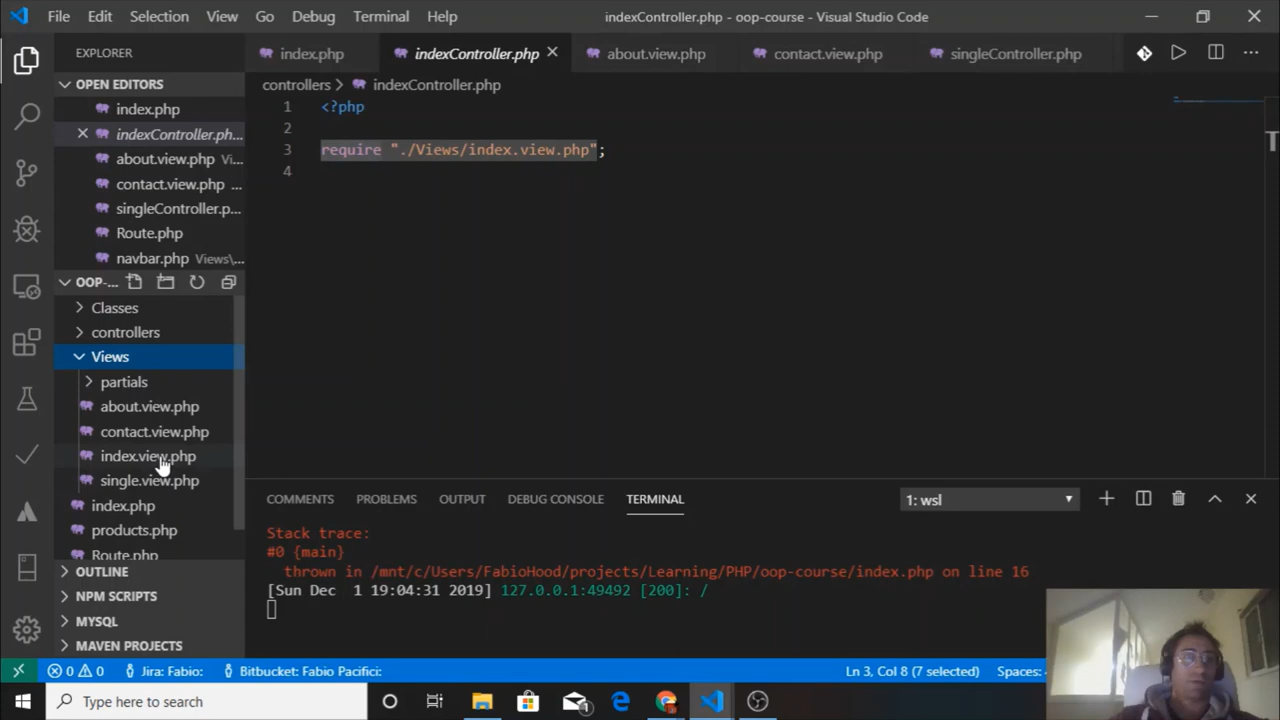 File Edit Selection View Go Debug Terminal Help indexController.php - oop-course - Visual Studio Code
EXPLORER
index.php indexController.php about.view.php contact.view.php singleController.php
OPEN EDITORS
index.php
indexController.ph...
about.view.php Vi...
contact.view.php ...
singleController.p...
Route.php
navbar.php Views\...
OOP-...
Classes
controllers
Views
partials
about.view.php
contact.view.php
index.view.php
single.view.php
index.php
products.php
Route.php
OUTLINE
NPM SCRIPTS
MYSQL
MAVEN PROJECTS
controllers > indexController.php
1 <?php
2
3 require "./Views/index.view.php";
4
COMMENTS PROBLEMS OUTPUT DEBUG CONSOLE TERMINAL 1: wsl
Stack trace:
#0 {main}
thrown in /mnt/c/Users/FabioHood/projects/Learning/PHP/oop-course/index.php on line 16
[Sun Dec 1 19:04:31 2019] 127.0.0.1:49492 [200]: /
0 0 Jira: Fabio: Bitbucket: Fabio Pacifici: Ln 3, Col 8 (7 selected) Spaces:
Type here to search 1